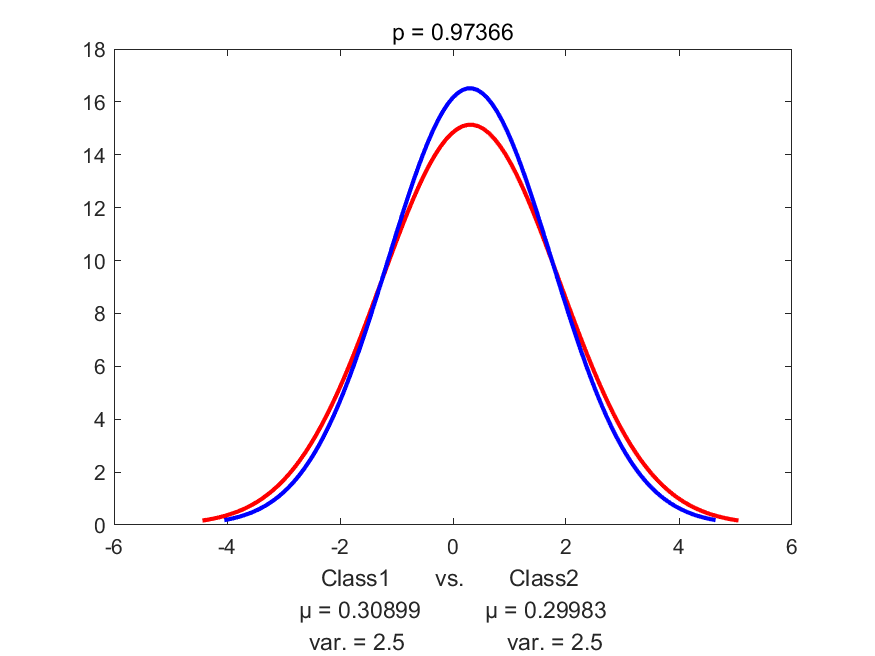 p = 0.97366
18
16
14
12
10
8
6
4
2
0
-6 -4 -2 0 2 4 6
Class1 vs. Class2
μ = 0.30899 μ = 0.29983
var. = 2.5 var. = 2.5